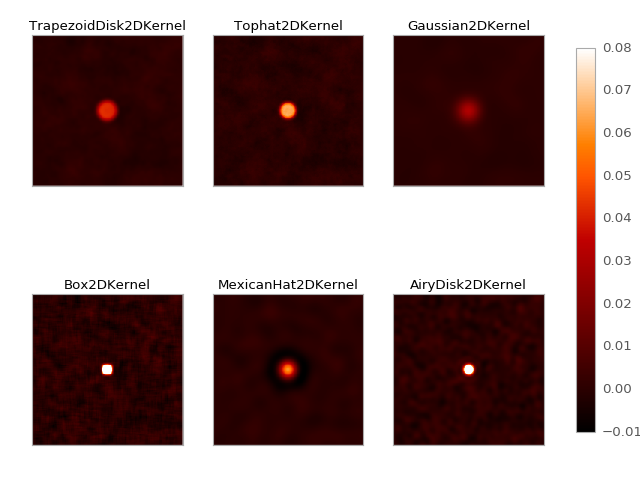 TrapezoidDisk2DKernel
Tophat2DKernel
Gaussian2DKernel
Box2DKernel
MexicanHat2DKernel
AiryDisk2DKernel
0.08
0.07
0.06
0.05
0.04
0.03
0.02
0.01
0.00
−0.01